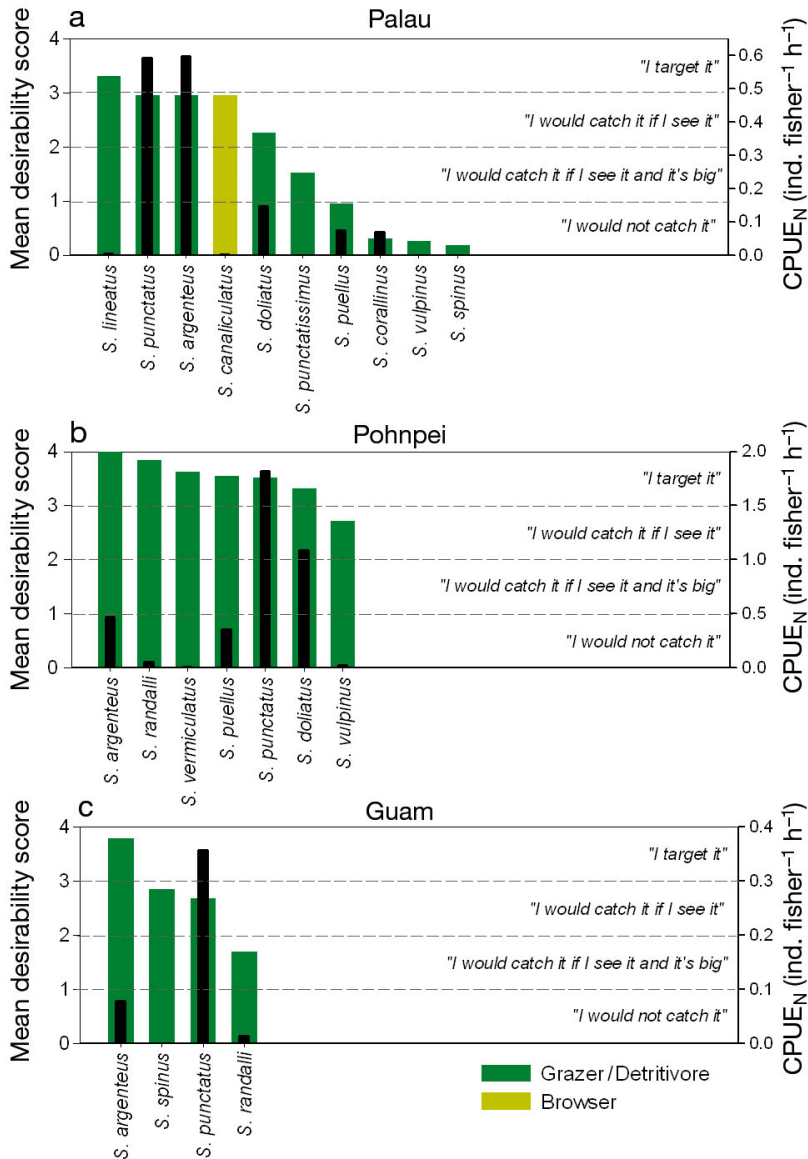 a
Palau
Mean desirability score
4
3
2
1
0
"I target it"
"I would catch it if I see it"
"I would catch it if I see it and it's big"
"I would not catch it"
0.6
0.5
0.4
0.3
0.2
0.1
0.0
CPUEN (ind. fisher–1 h–1)
S. lineatus
S. punctatus
S. argenteus
S. canaliculatus
S. doliatus
S. punctatissimus
S. puellus
S. corallinus
S. vulpinus
S. spinus
b
Pohnpei
Mean desirability score
4
3
2
1
0
"I target it"
"I would catch it if I see it"
"I would catch it if I see it and it's big"
"I would not catch it"
2.0
1.5
1.0
0.5
0.0
CPUEN (ind. fisher–1 h–1)
S. argenteus
S. randalli
S. vermiculatus
S. puellus
S. punctatus
S. doliatus
S. vulpinus
c
Guam
Mean desirability score
4
3
2
1
0
"I target it"
"I would catch it if I see it"
"I would catch it if I see it and it's big"
"I would not catch it"
0.4
0.3
0.2
0.1
0.0
CPUEN (ind. fisher–1 h–1)
S. argenteus
S. spinus
S. punctatus
S. randalli
Grazer/Detritivore
Browser